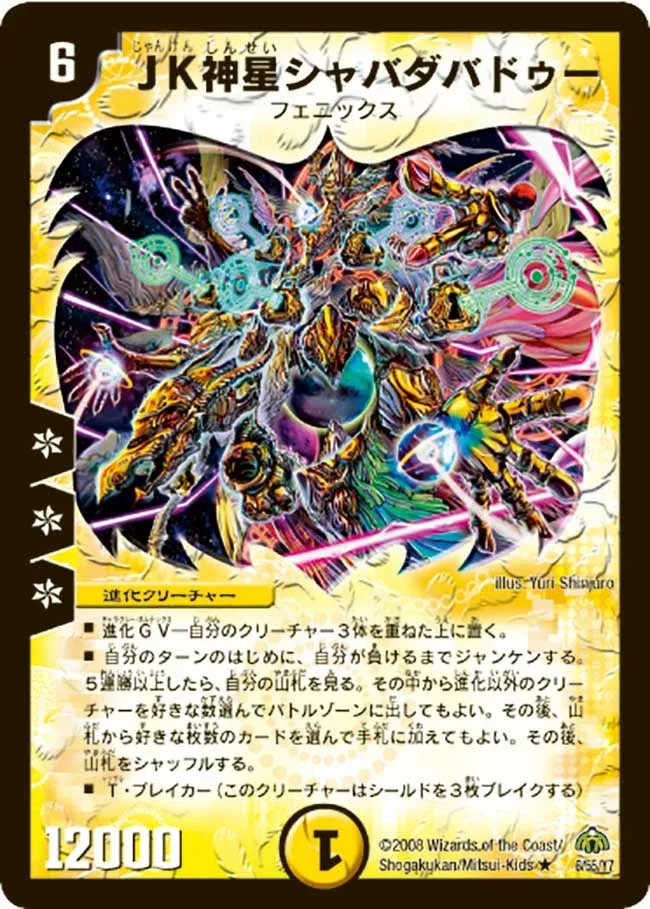 6
じゃんけん しんせい
JK神星シャバダバドゥー
フェニックス
illus. Yuri Shinjuro
進化クリーチャー
■ 進化GV―自分のクリーチャー3体を重ねた上に置く。
■ 自分のターンのはじめに、自分が負けるまでジャンケンする。
5連勝以上したら、自分の山札を見る。その中から進化以外のクリ
ーチャーを好きな数選んでバトルゾーンに出してもよい。その後、山
札から好きな枚数のカードを選んで手札に加えてもよい。その後、
山札をシャッフルする。
■ T・ブレイカー(このクリーチャーはシールドを3枚ブレイクする)
12000
1
©2008 Wizards of the Coast/
Shogakukan/Mitsui-Kids ★
6/55/Y7